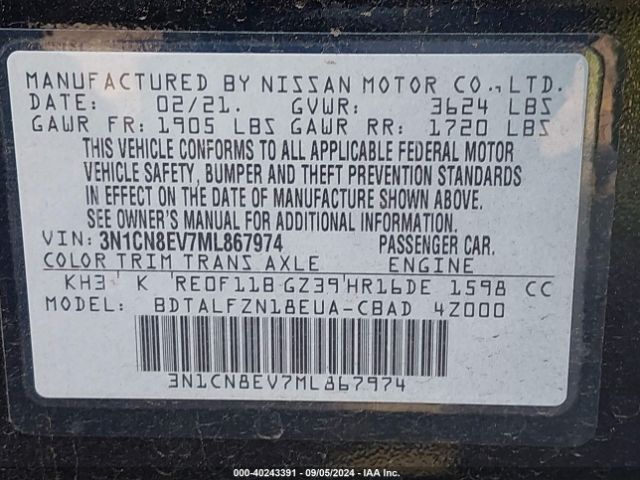 MANUFACTURED BY NISSAN MOTOR CO., LTD.
DATE: 02/21. GVWR: 3624 LBS
GAWR FR: 1905 LBS GAWR RR: 1720 LBS
THIS VEHICLE CONFORMS TO ALL APPLICABLE FEDERAL MOTOR
VEHICLE SAFETY, BUMPER AND THEFT PREVENTION STANDARDS
IN EFFECT ON THE DATE OF MANUFACTURE SHOWN ABOVE.
SEE OWNER'S MANUAL FOR ADDITIONAL INFORMATION.
VIN: 3N1CN8EV7ML867974 PASSENGER CAR.
COLOR TRIM TRANS AXLE ENGINE
KH3 K RE0F11B GZ39 HR16DE 1598 CC
MODEL: BDTALFZN18EUA-CBAD 4Z000
3N1CN8EV7ML867974
000-40243391 - 09/05/2024 - IAA Inc.